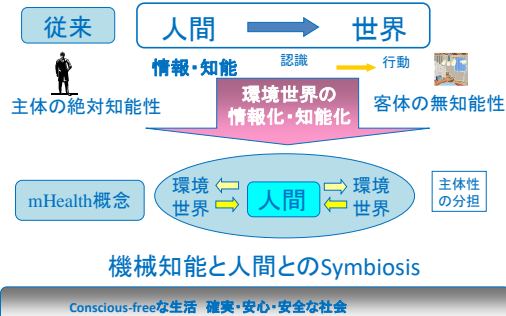 従来
人間 世界
情報・知能 認識 行動
主体の絶対知能性 環境世界の 客体の無知能性
情報化・知能化
mHealth概念
環境 環境
世界 人間 世界
主体性
の分担
機械知能と人間とのSymbiosis
Conscious-freeな生活 確実・安心・安全な社会